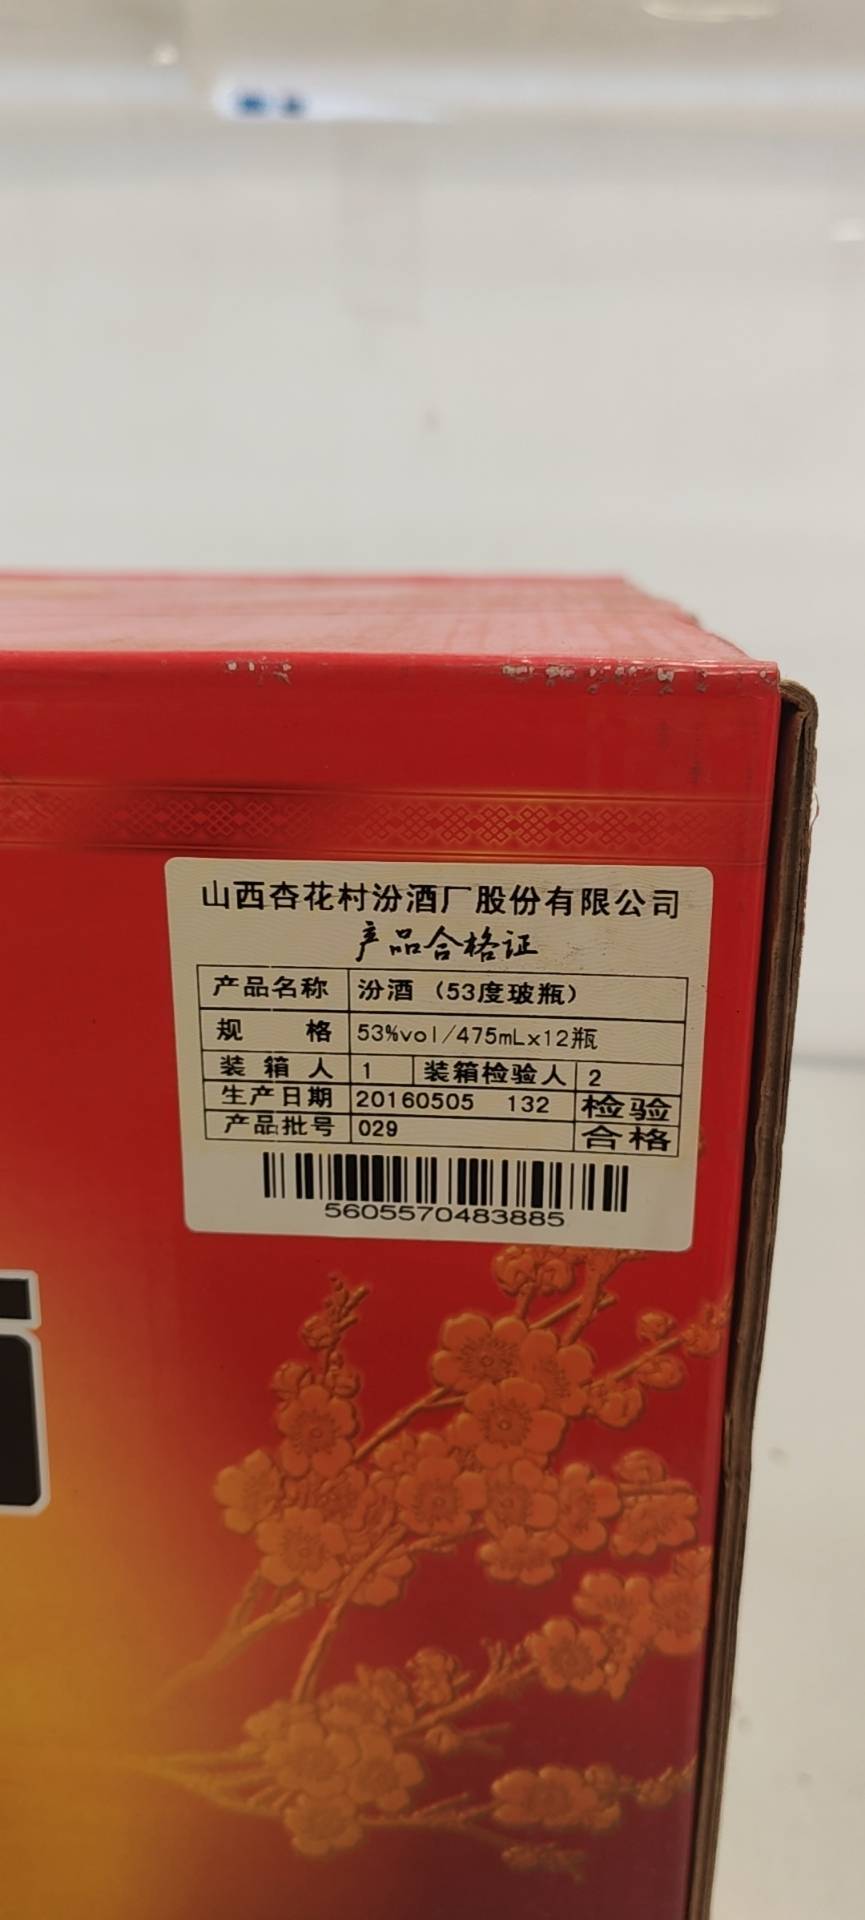 山西杏花村汾酒厂股份有限公司
产品合格证
产品名称 汾酒（53度玻瓶）
规 格 53%vol/475mLx12瓶
装 箱 人 1 装箱检验人 2
生产日期 20160505 132 检验
产品批号 029 合格
5605570483885